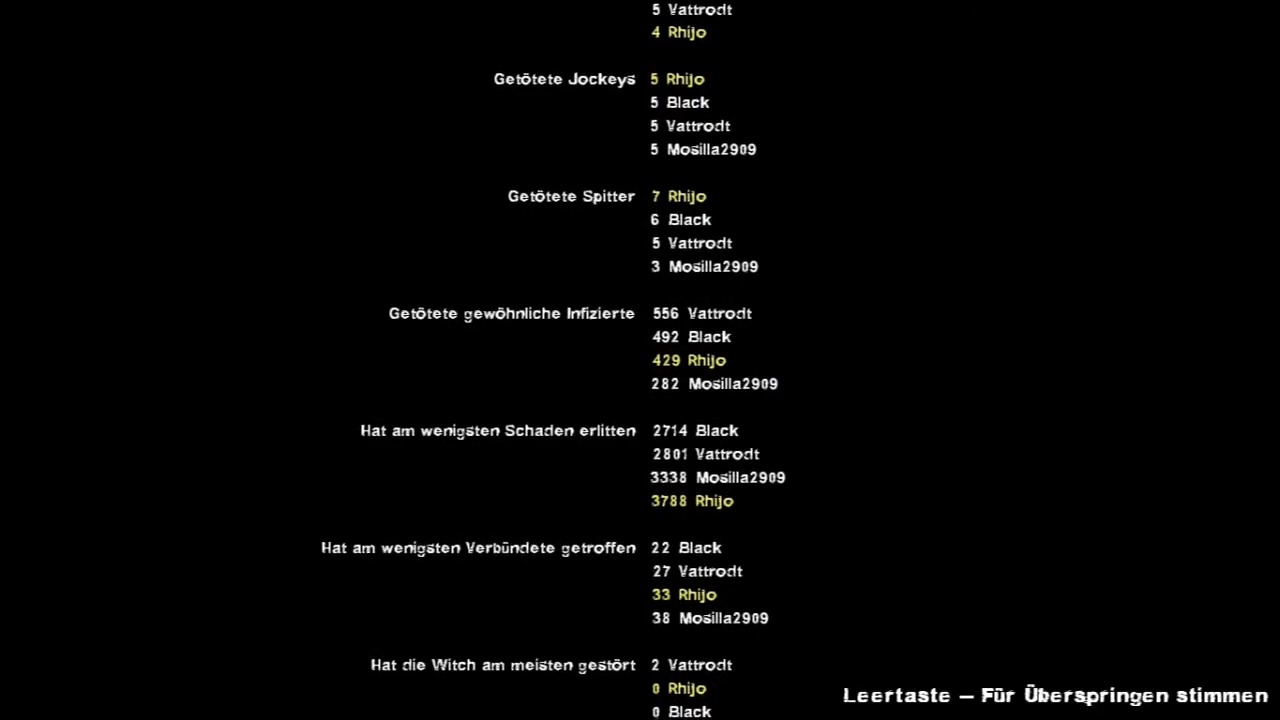 5 Vattrodt
4 Rhijo
Getötete Jockeys 5 Rhijo
5 Black
5 Vattrodt
5 Mosilla2909
Getötete Spitter 7 Rhijo
6 Black
5 Vattrodt
3 Mosilla2909
Getötete gewöhnliche Infizierte 556 Vattrodt
492 Black
429 Rhijo
282 Mosilla2909
Hat am wenigsten Schaden erlitten 2714 Black
2801 Vattrodt
3338 Mosilla2909
3788 Rhijo
Hat am wenigsten Verbündete getroffen 22 Black
27 Vattrodt
33 Rhijo
38 Mosilla2909
Hat die Witch am meisten gestört 2 Vattrodt
0 Rhijo
0 Black
Leertaste – Für Überspringen stimmen